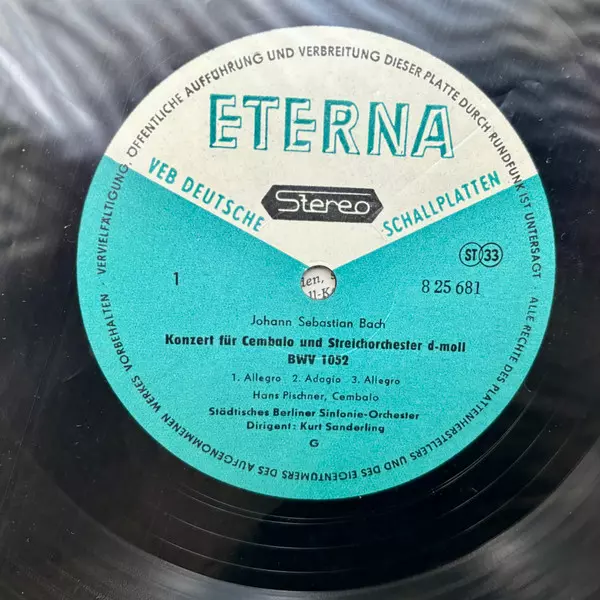 ETERNA
VEB DEUTSCHE
SCHALLPLATTEN
Stereo
1
ST 33
8 25 681
Johann Sebastian Bach
Konzert für Cembalo und Streichorchester d-moll
BWV 1052
1. Allegro 2. Adagio 3. Allegro
Hans Pischner, Cembalo
Städtisches Berliner Sinfonie-Orchester
Dirigent: Kurt Sanderling
G
ALLE RECHTE DES PLATTENHERSTELLERS UND DES EIGENTÜMERS DES AUFGENOMMENEN WERKES VORBEHALTEN · VERVIELFÄLTIGUNG, ÖFFENTLICHE AUFFÜHRUNG UND VERBREITUNG DIESER PLATTE DURCH RUNDFUNK IST UNTERSAGT ·